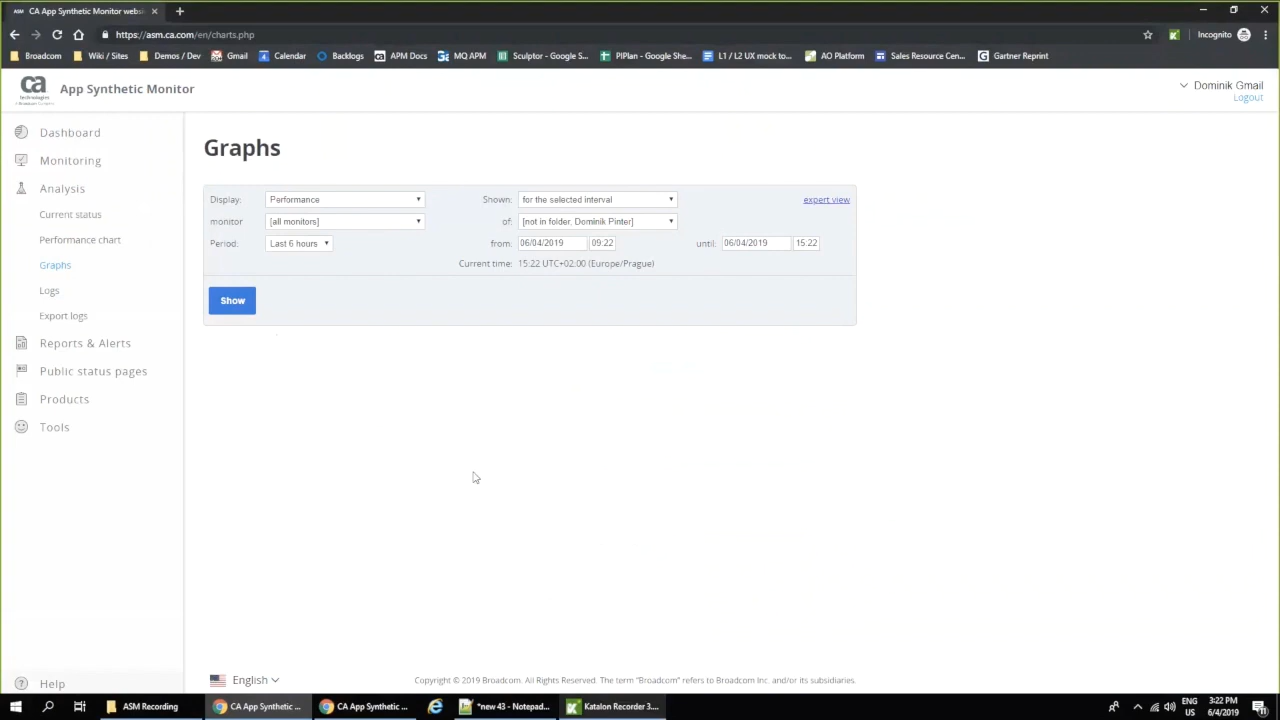 CA App Synthetic Monitor websi
https://asm.ca.com/en/charts.php
Incognito
Broadcom
Wiki / Sites
Demos / Dev
Gmail
Calendar
Backlogs
APM Docs
MQ APM
Sculptor - Google S...
PIPlan - Google She...
L1 / L2 UX mock to...
AO Platform
Sales Resource Cen...
Gartner Reprint
ca
technologies
A Broadcom Company
App Synthetic Monitor
Dominik Gmail
Logout
Dashboard
Monitoring
Analysis
Current status
Performance chart
Graphs
Logs
Export logs
Reports & Alerts
Public status pages
Products
Tools
Help
Graphs
Display: Performance Shown: for the selected interval expert view
monitor [all monitors] of: [not in folder, Dominik Pinter]
Period: Last 6 hours from: 06/04/2019 09:22 until: 06/04/2019 15:22
Current time: 15:22 UTC+02:00 (Europe/Prague)
Show
English
Copyright © 2019 Broadcom. All Rights Reserved. The term "Broadcom" refers to Broadcom Inc. and/or its subsidiaries.
ASM Recording
CA App Synthetic ...
CA App Synthetic ...
*new 43 - Notepad...
Katalon Recorder 3....
ENG
US
3:22 PM
6/4/2019